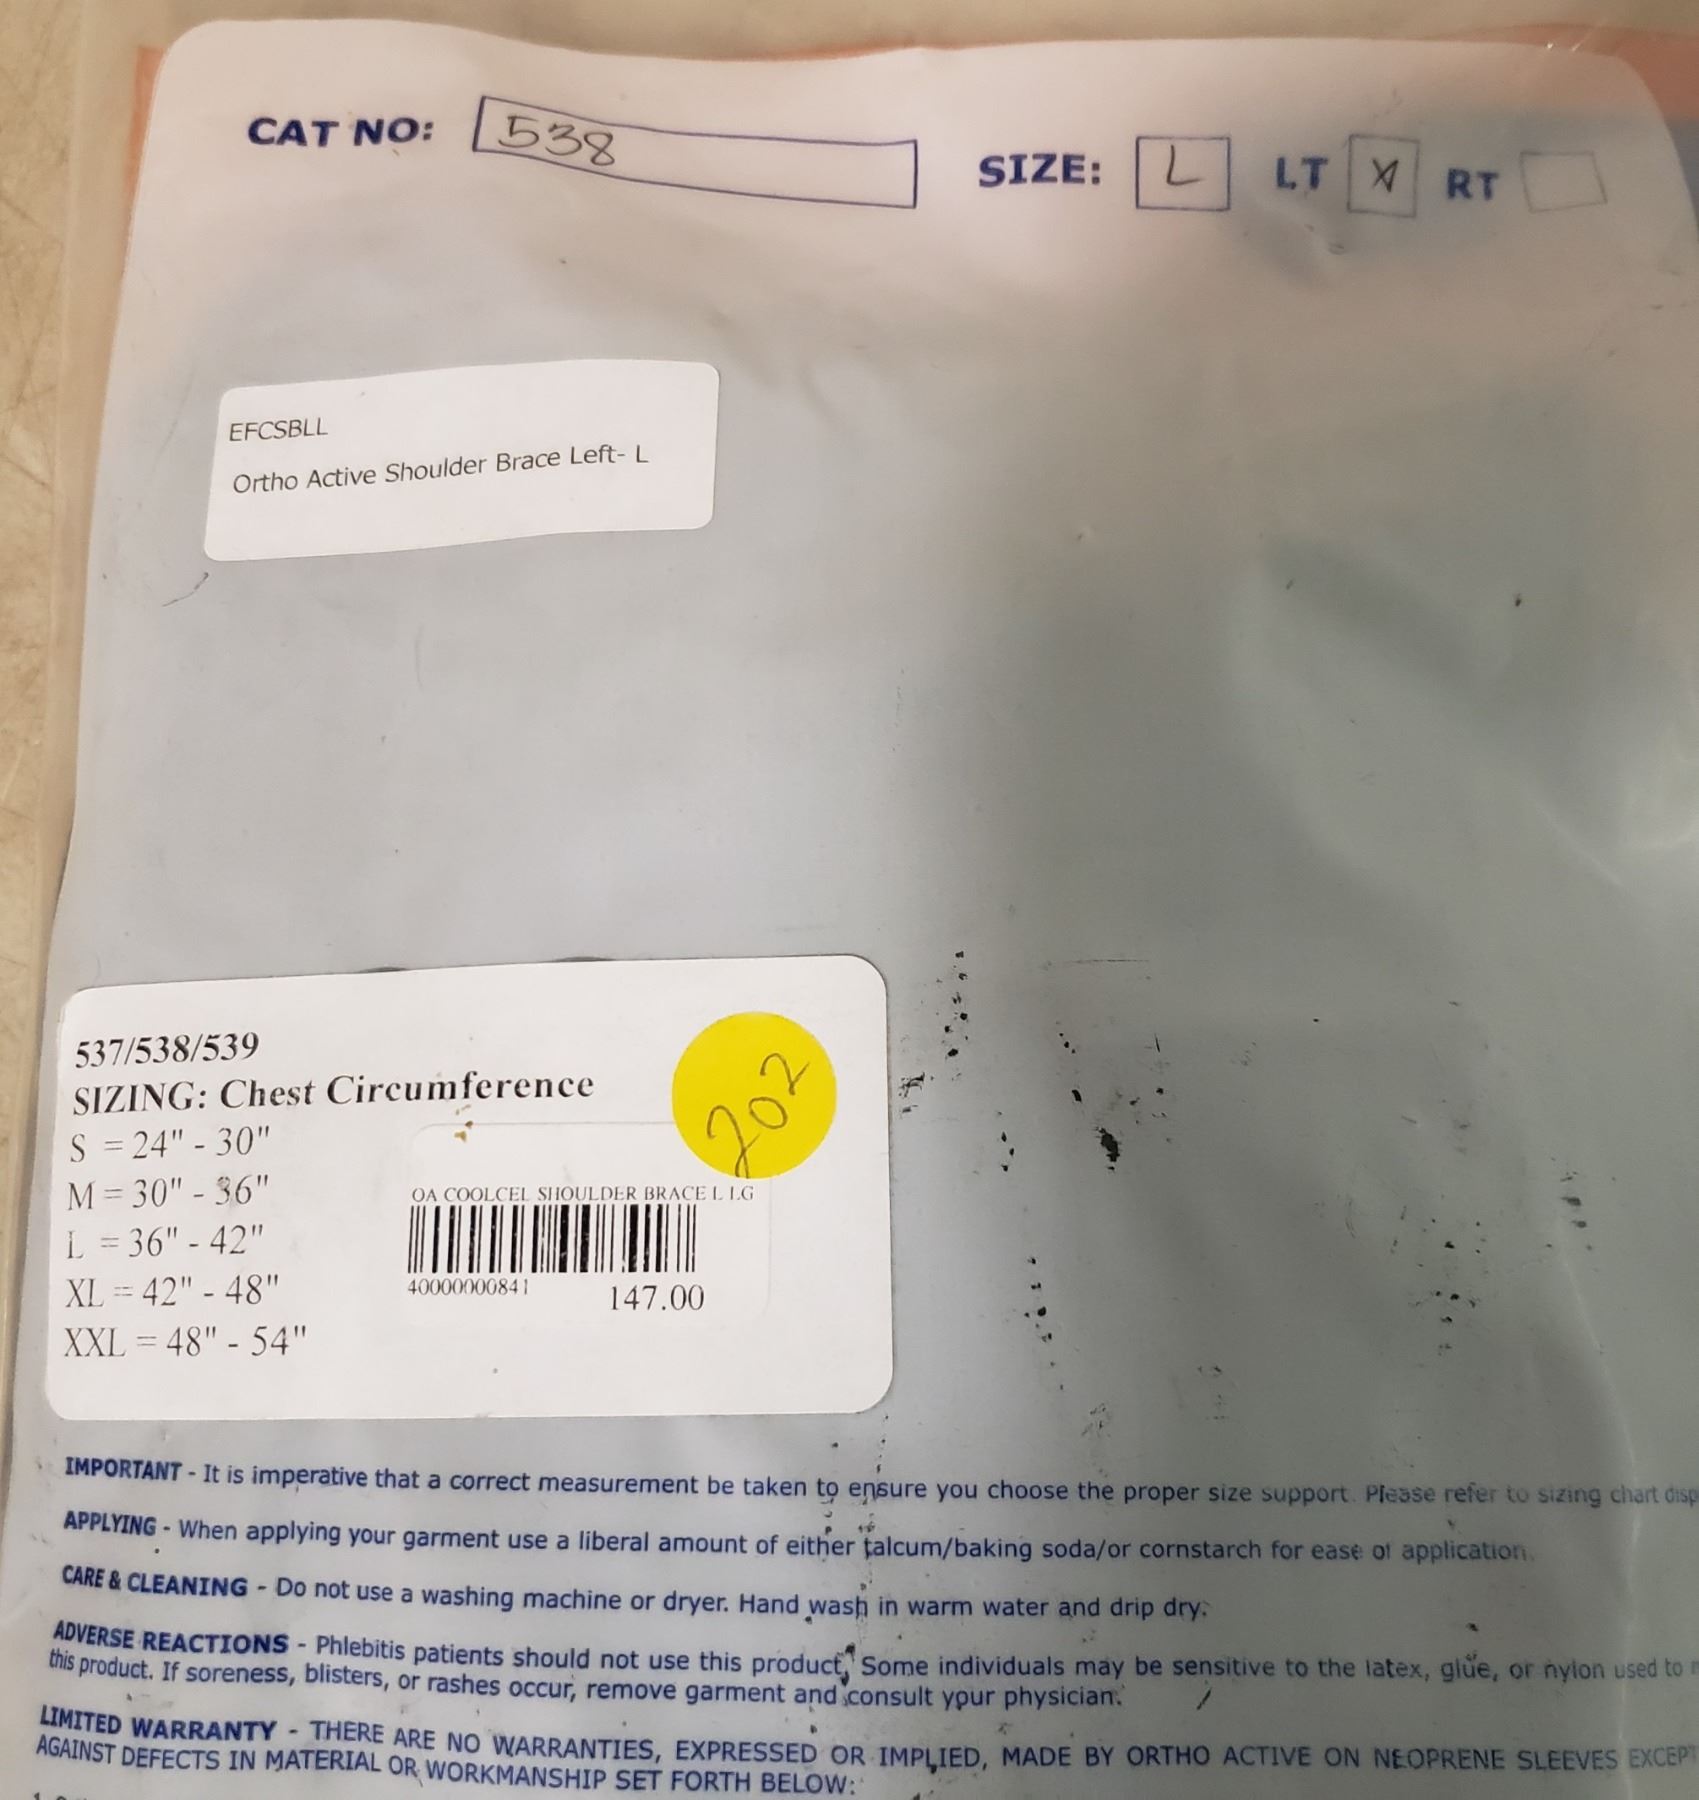 CAT NO: 538 SIZE: L LT X RT
EFCSBLL
Ortho Active Shoulder Brace Left- L
537/538/539
SIZING: Chest Circumference
S = 24" - 30"
M = 30" - 36"
L = 36" - 42"
XL = 42" - 48"
XXL = 48" - 54"
202
OA COOLCEL SHOULDER BRACE L LG
40000000841
147.00
IMPORTANT - It is imperative that a correct measurement be taken to ensure you choose the proper size support. Please refer to sizing chart disp
APPLYING - When applying your garment use a liberal amount of either talcum/baking soda/or cornstarch for ease of application.
CARE & CLEANING - Do not use a washing machine or dryer. Hand wash in warm water and drip dry.
ADVERSE REACTIONS - Phlebitis patients should not use this product, Some individuals may be sensitive to the latex, glue, or nylon used to
this product. If soreness, blisters, or rashes occur, remove garment and consult your physician.
LIMITED WARRANTY - THERE ARE NO WARRANTIES, EXPRESSED OR IMPLIED, MADE BY ORTHO ACTIVE ON NEOPRENE SLEEVES EXCEPT
AGAINST DEFECTS IN MATERIAL OR WORKMANSHIP SET FORTH BELOW: